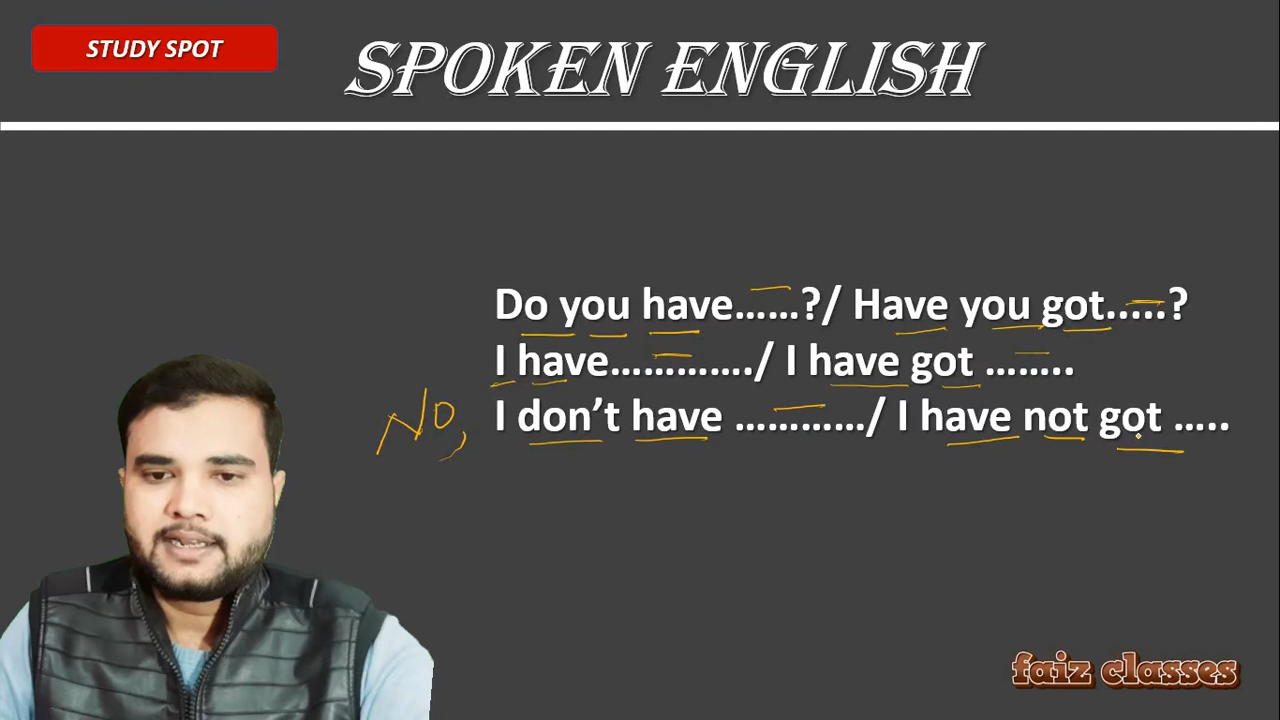 STUDY SPOT
SPOKEN ENGLISH
Do you have......?/ Have you got.....?
I have............./ I have got ........
No, I don't have ............/ I have not got .....
faiz classes